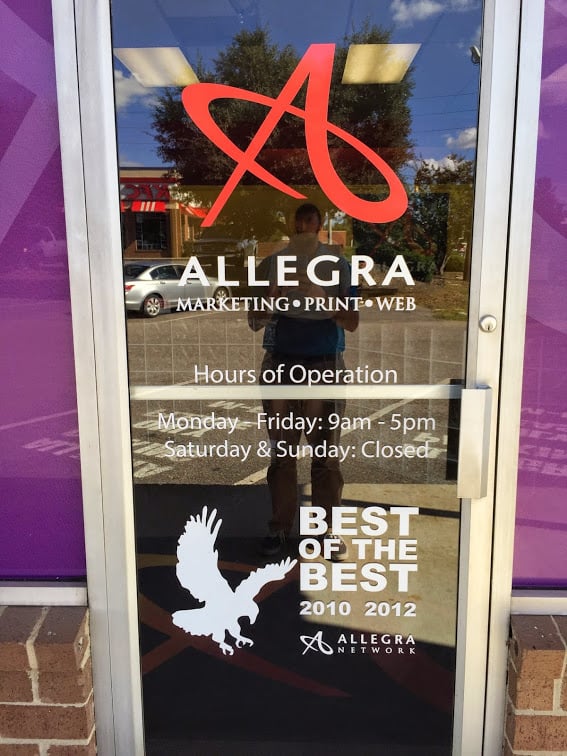 ALLEGRA
MARKETING • PRINT • WEB
Hours of Operation
Monday - Friday: 9am - 5pm
Saturday & Sunday: Closed
BEST
OF THE
BEST
2010 2012
ALLEGRA
NETWORK